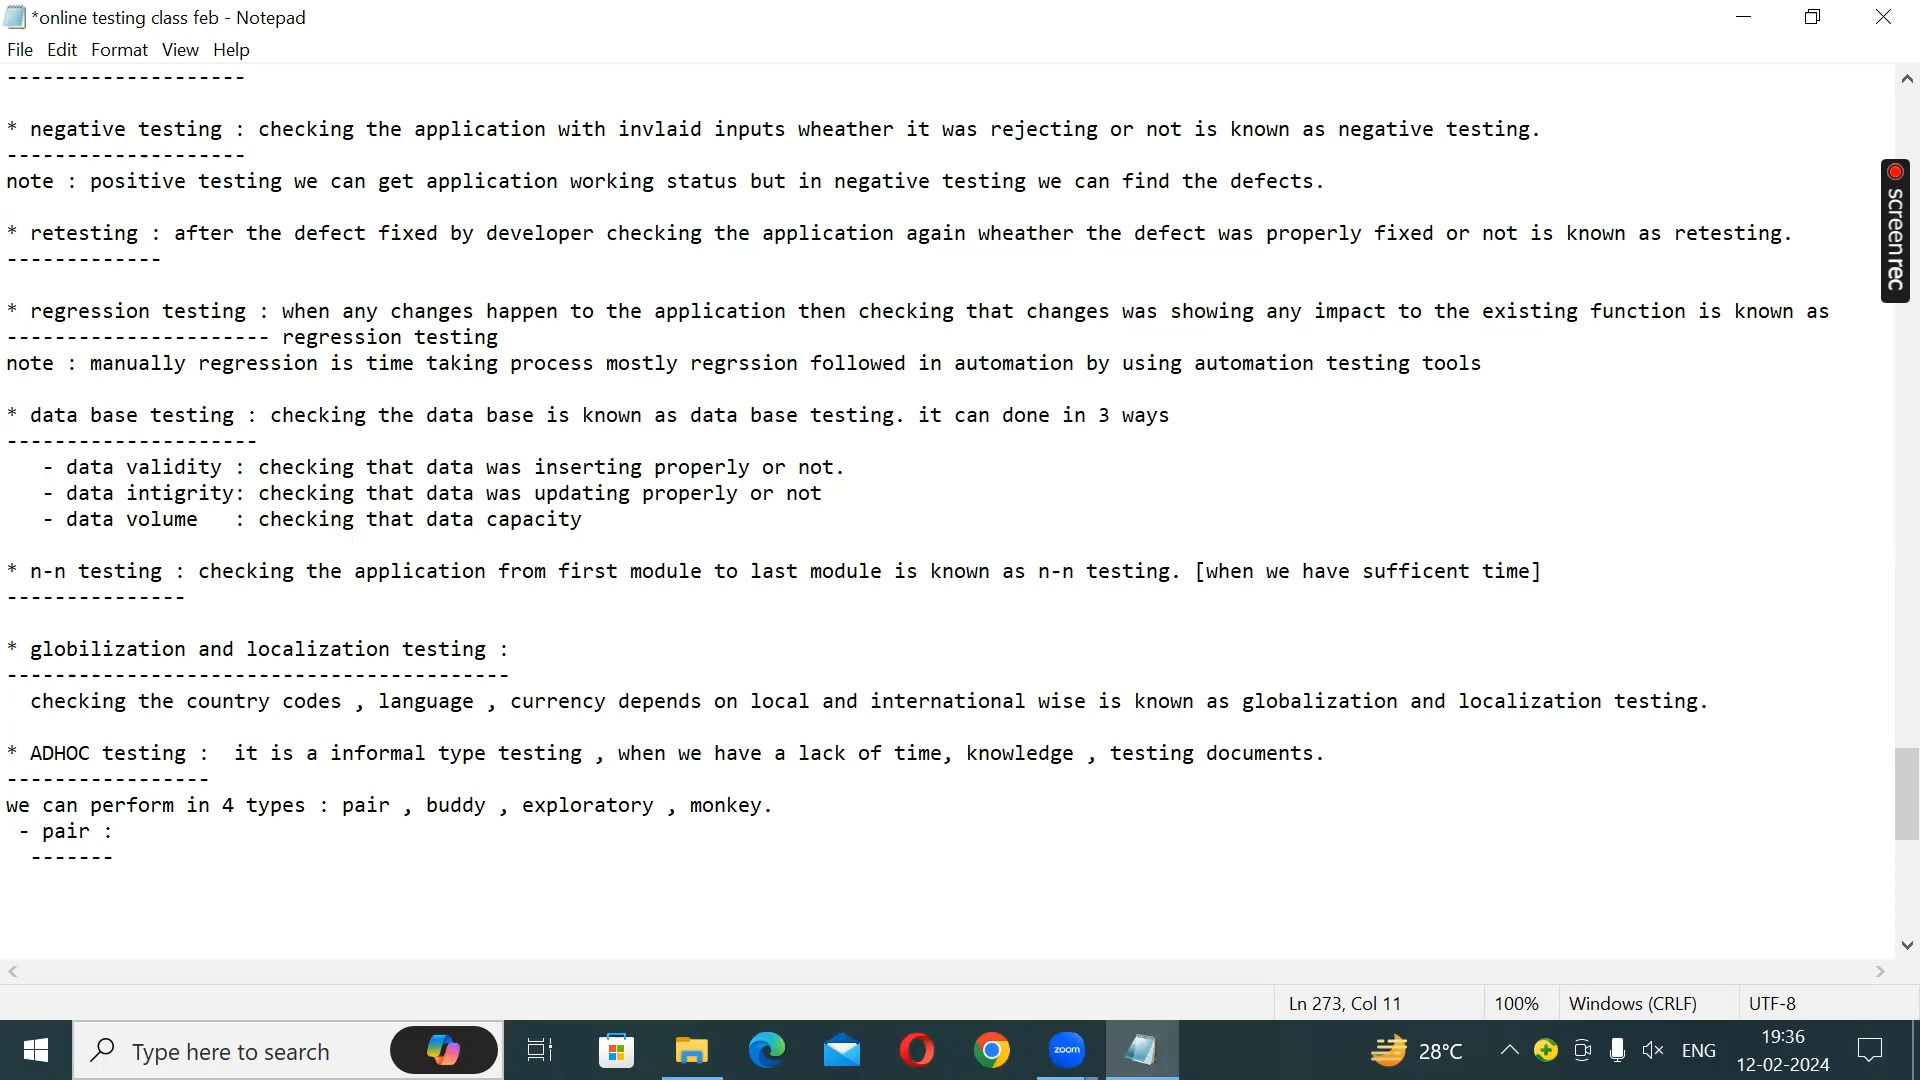 *online testing class feb - Notepad
File Edit Format View Help
--------------------
* negative testing : checking the application with invlaid inputs wheather it was rejecting or not is known as negative testing.
--------------------
note : positive testing we can get application working status but in negative testing we can find the defects.
* retesting : after the defect fixed by developer checking the application again wheather the defect was properly fixed or not is known as retesting.
-------------
* regression testing : when any changes happen to the application then checking that changes was showing any impact to the existing function is known as
---------------------- regression testing
note : manually regression is time taking process mostly regrssion followed in automation by using automation testing tools
* data base testing : checking the data base is known as data base testing. it can done in 3 ways
---------------------
- data validity : checking that data was inserting properly or not.
- data intigrity: checking that data was updating properly or not
- data volume   : checking that data capacity
* n-n testing : checking the application from first module to last module is known as n-n testing. [when we have sufficent time]
---------------
* globilization and localization testing :
------------------------------------------
checking the country codes , language , currency depends on local and international wise is known as globalization and localization testing.
* ADHOC testing :  it is a informal type testing , when we have a lack of time, knowledge , testing documents.
-----------------
we can perform in 4 types : pair , buddy , exploratory , monkey.
- pair :
-------
screen rec
Ln 273, Col 11 100% Windows (CRLF) UTF-8
Type here to search
zoom
28°C
ENG
19:36
12-02-2024